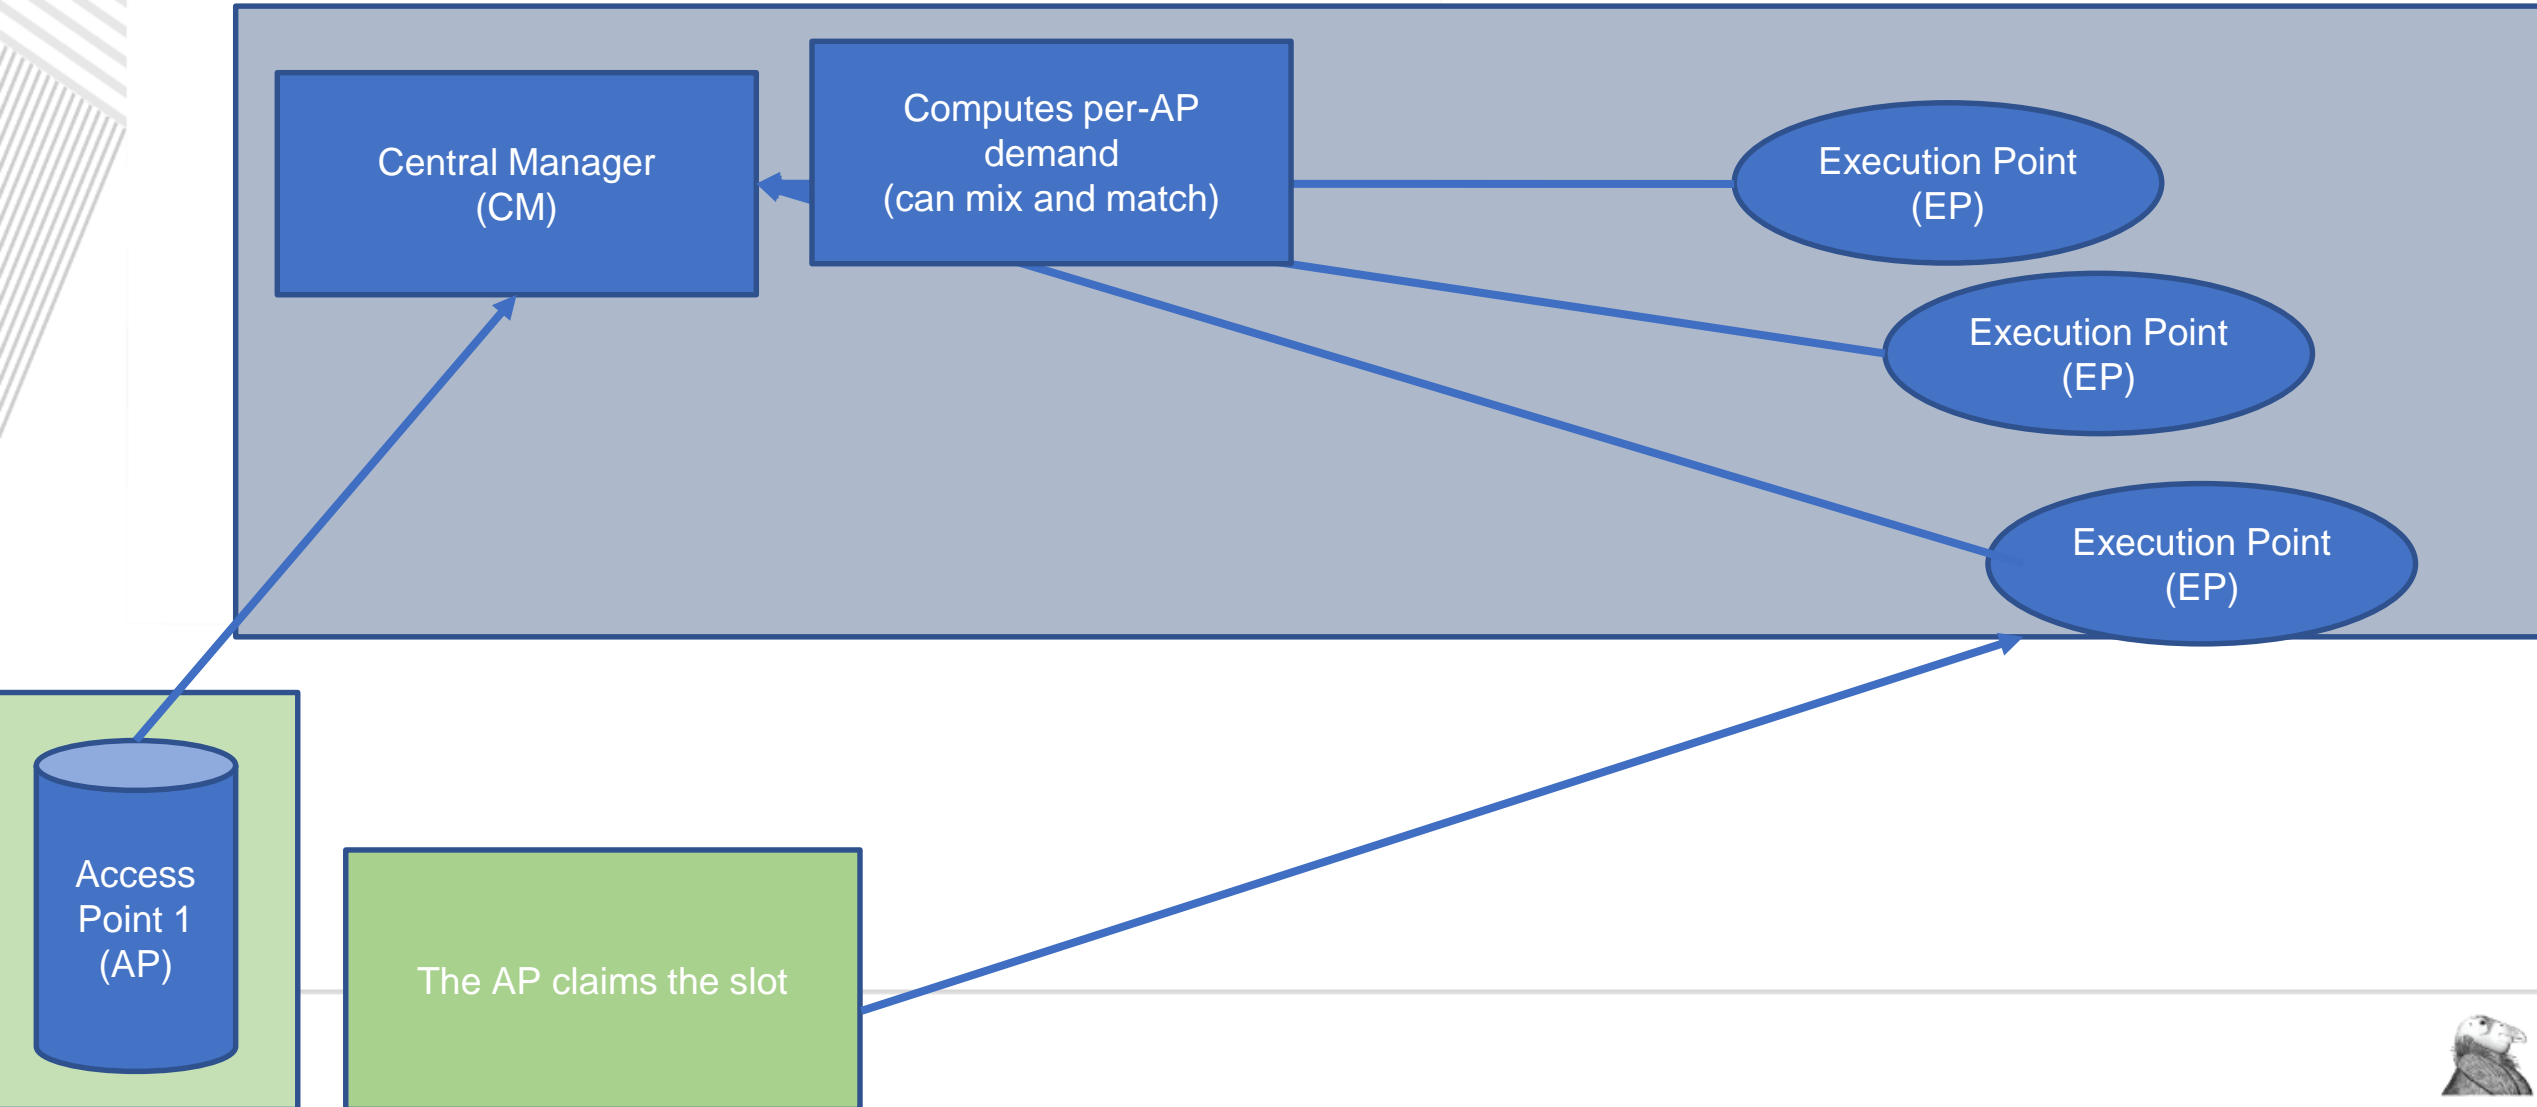 Central Manager
(CM)
Computes per-AP
demand
(can mix and match)
Execution Point
(EP)
Execution Point
(EP)
Execution Point
(EP)
Access
Point 1
(AP)
The AP claims the slot